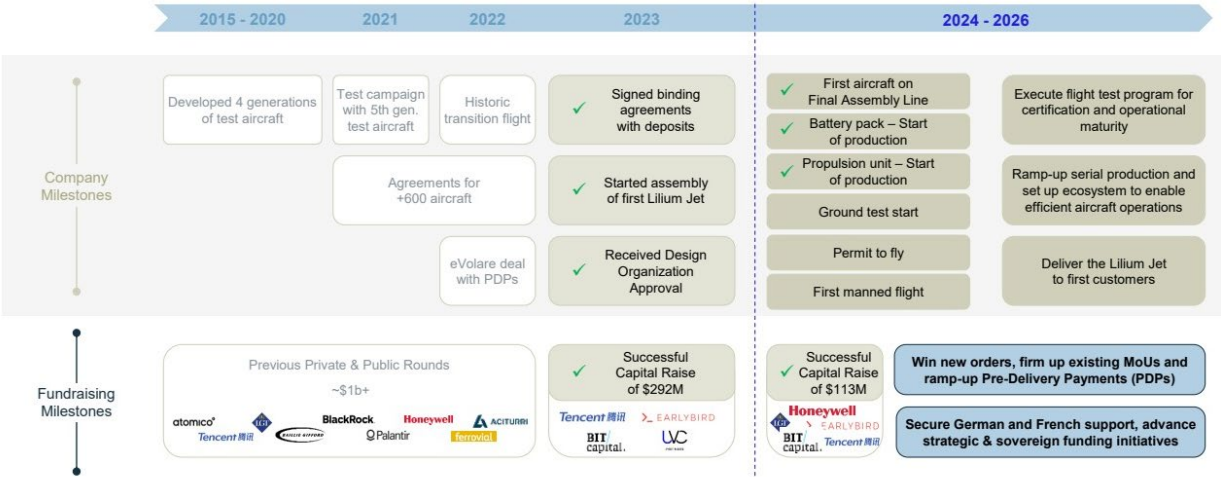 2015 - 2020
2021
2022
2023
2024 - 2026
Company
Milestones
Developed 4 generations
of test aircraft
Test campaign
with 5th gen.
test aircraft
Historic
transition flight
Agreements for
+600 aircraft
eVolare deal
with PDPs
Signed binding
agreements
with deposits
Started assembly
of first Lilium Jet
Received Design
Organization
Approval
First aircraft on
Final Assembly Line
Battery pack – Start
of production
Propulsion unit – Start
of production
Ground test start
Permit to fly
First manned flight
Execute flight test program for
certification and operational
maturity
Ramp-up serial production and
set up ecosystem to enable
efficient aircraft operations
Deliver the Lilium Jet
to first customers
Fundraising
Milestones
Previous Private & Public Rounds
~$1b+
atomico°
LGT
BlackRock
Honeywell
ACITURRI
Tencent 腾讯
BAILLIE GIFFORD
Palantir
ferrovial
Successful
Capital Raise
of $292M
Tencent 腾讯
EARLYBIRD
BIT/
capital.
UVC
Successful
Capital Raise
of $113M
Honeywell
LGT
EARLYBIRD
BIT/
capital.
Tencent 腾讯
Win new orders, firm up existing MoUs and
ramp-up Pre-Delivery Payments (PDPs)
Secure German and French support, advance
strategic & sovereign funding initiatives